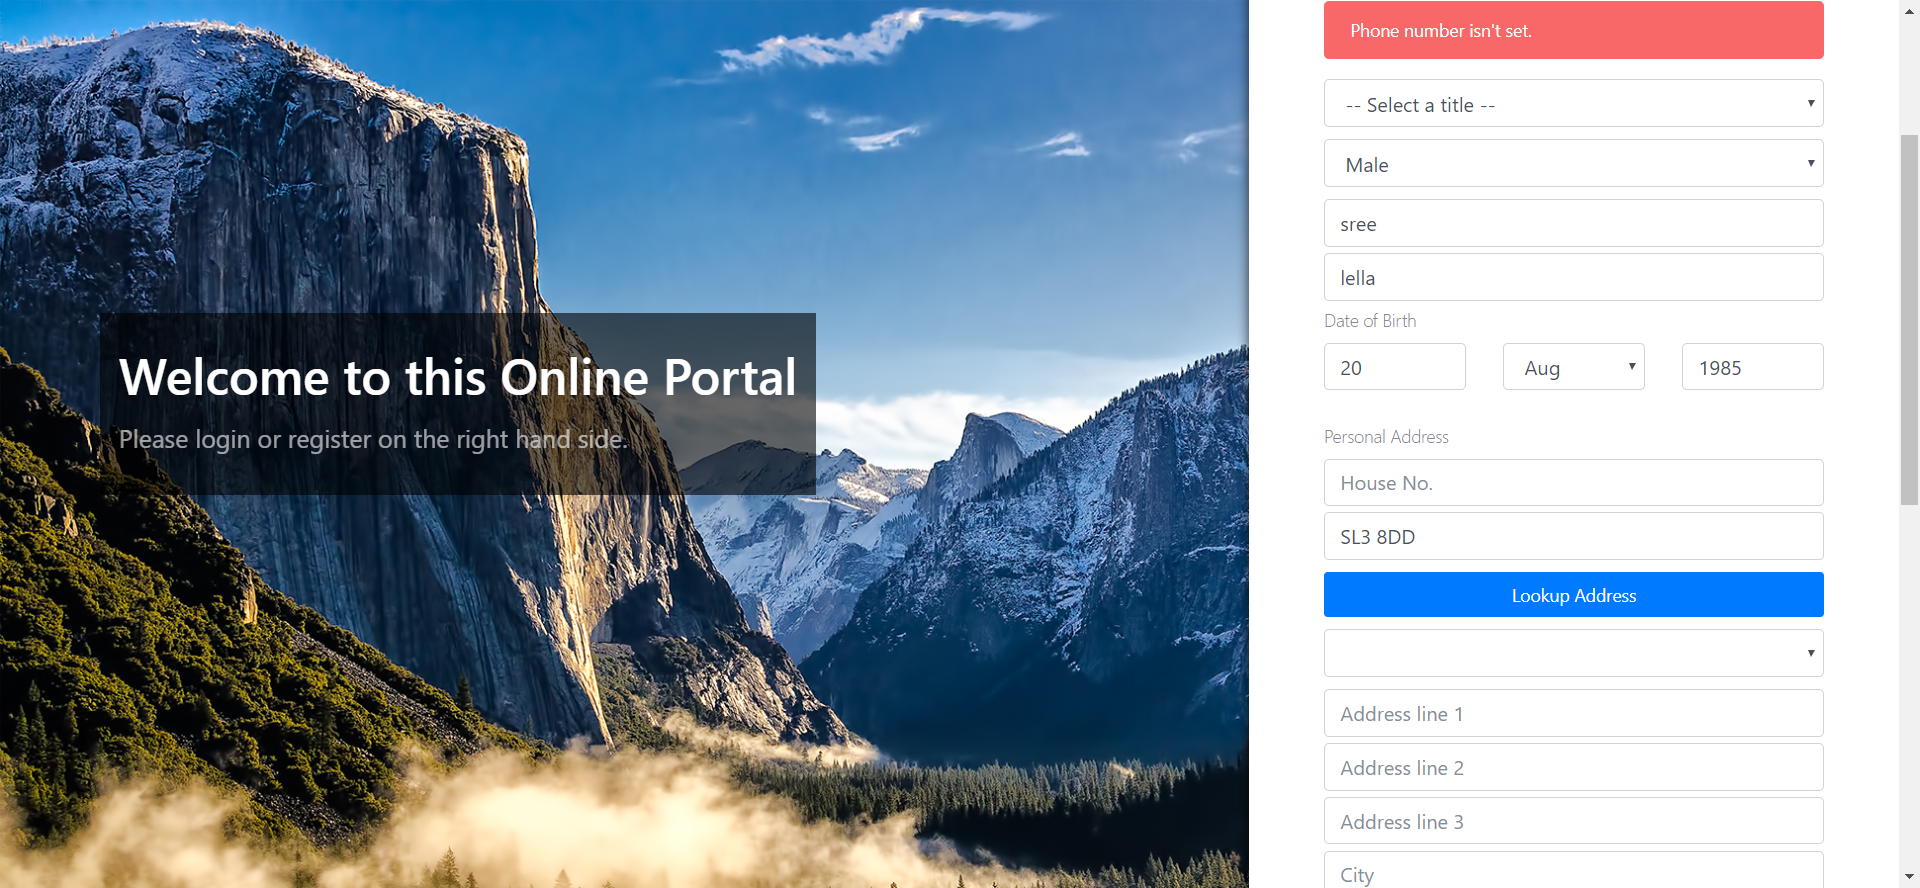 Welcome to this Online Portal
Please login or register on the right hand side.
Phone number isn't set.
-- Select a title --
Male
sree
lella
Date of Birth
20
Aug
1985
Personal Address
House No.
SL3 8DD
Lookup Address
Address line 1
Address line 2
Address line 3
City